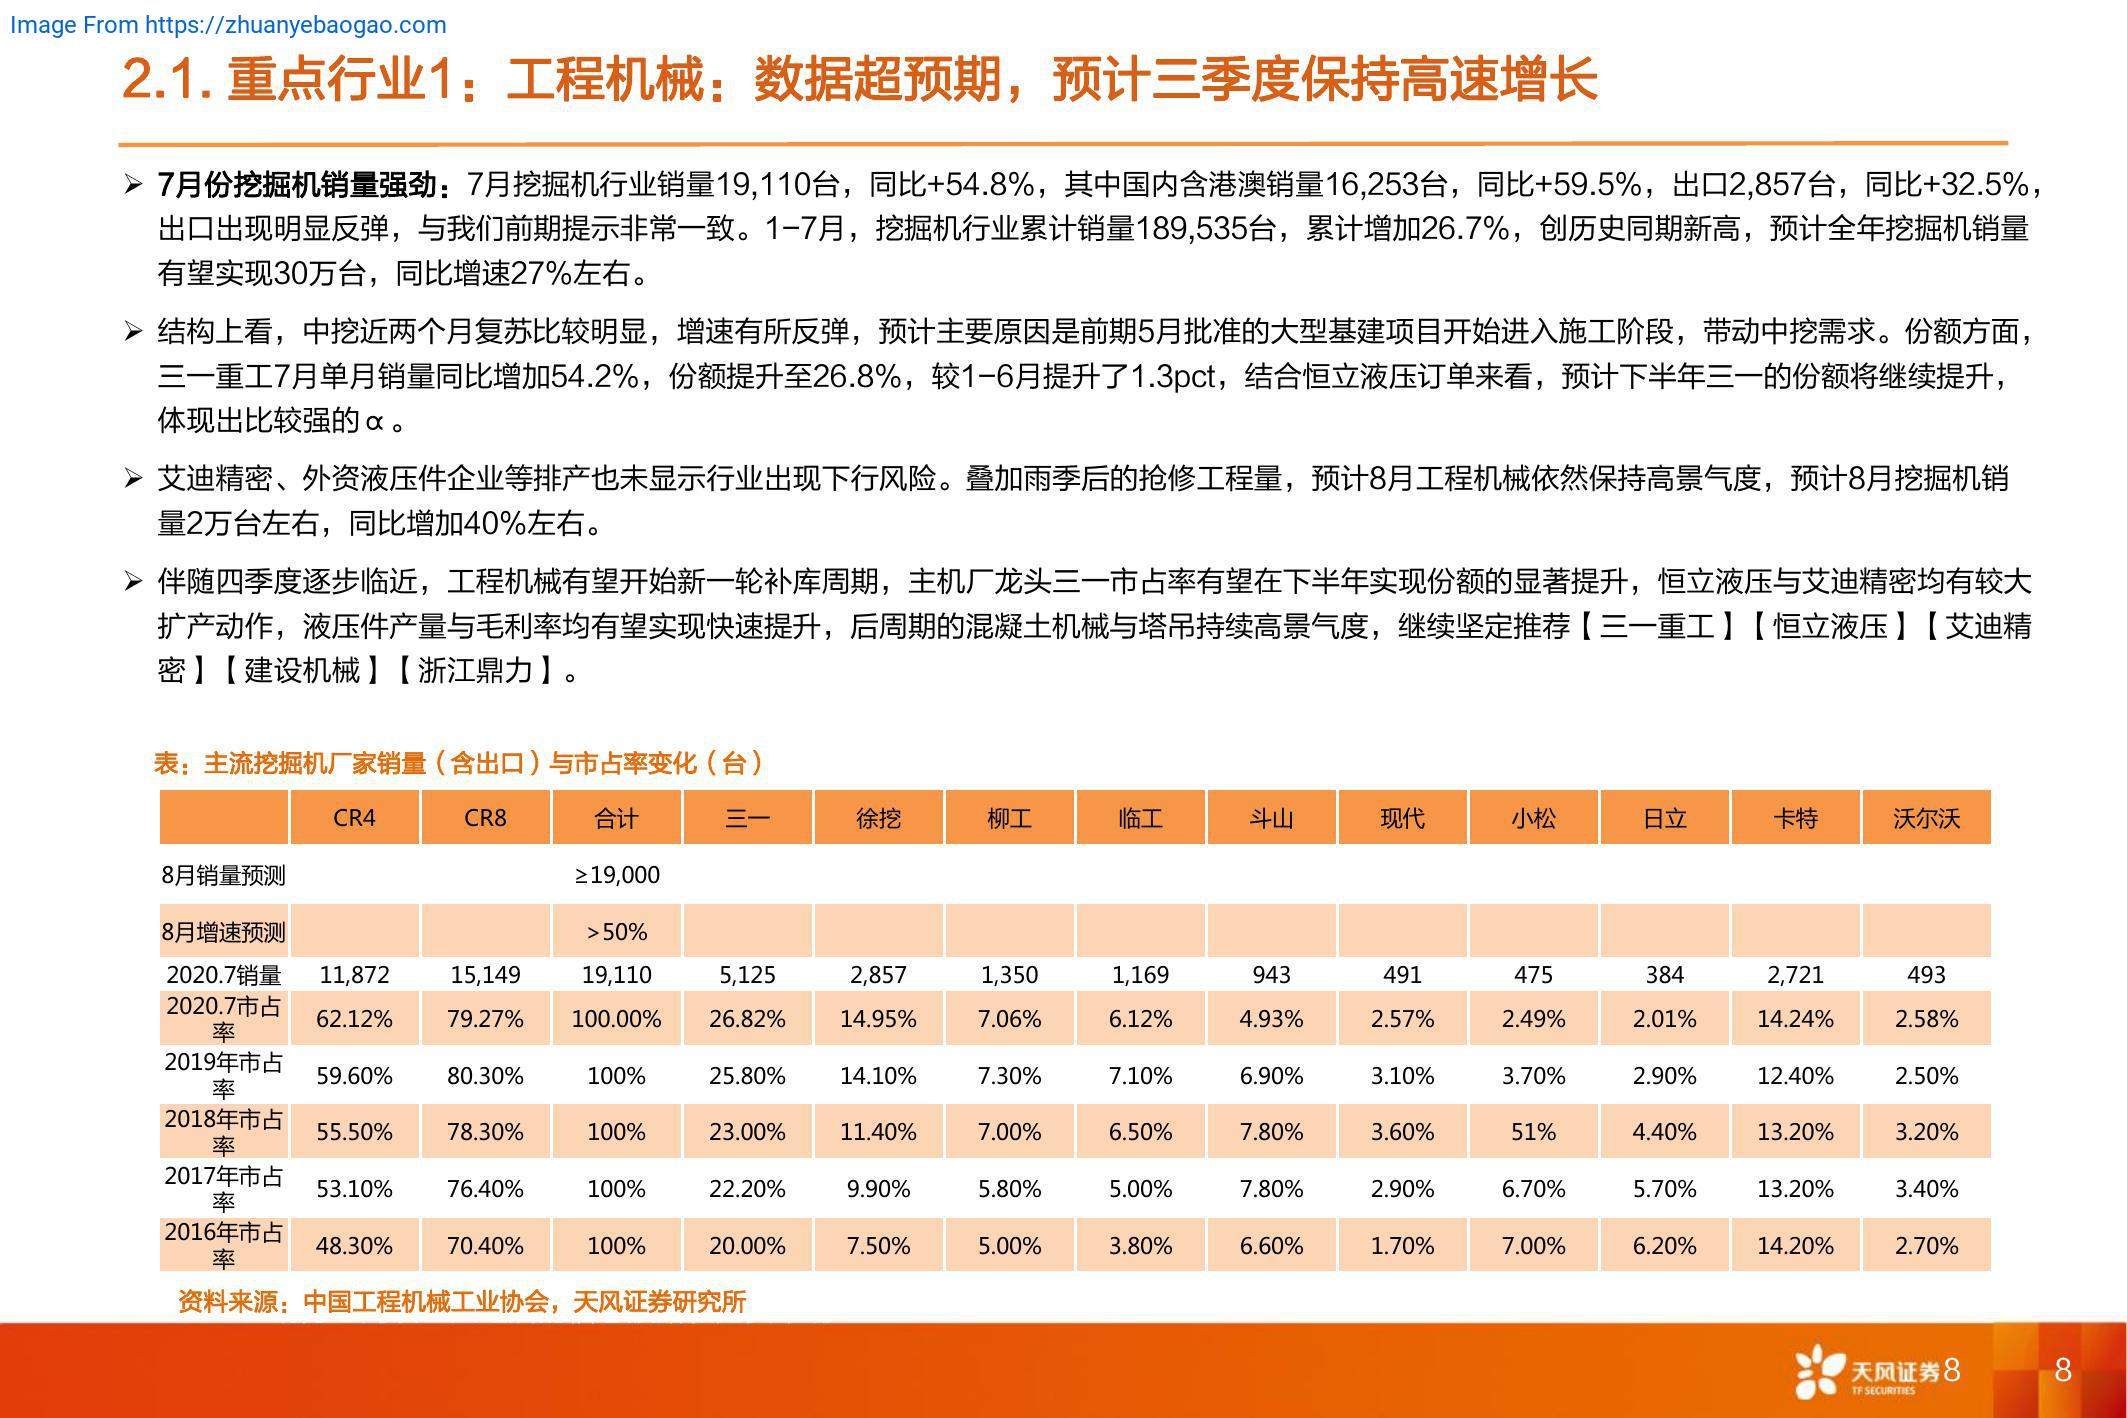 Image From https://zhuanyebaogao.com
2.1. 重点行业1：工程机械：数据超预期，预计三季度保持高速增长
➢ 7月份挖掘机销量强劲：7月挖掘机行业销量19,110台，同比+54.8%，其中国内含港澳销量16,253台，同比+59.5%，出口2,857台，同比+32.5%，
出口出现明显反弹，与我们前期提示非常一致。1-7月，挖掘机行业累计销量189,535台，累计增加26.7%，创历史同期新高，预计全年挖掘机销量
有望实现30万台，同比增速27%左右。
➢ 结构上看，中挖近两个月复苏比较明显，增速有所反弹，预计主要原因是前期5月批准的大型基建项目开始进入施工阶段，带动中挖需求。份额方面，
三一重工7月单月销量同比增加54.2%，份额提升至26.8%，较1-6月提升了1.3pct，结合恒立液压订单来看，预计下半年三一的份额将继续提升，
体现出比较强的α。
➢ 艾迪精密、外资液压件企业等排产也未显示行业出现下行风险。叠加雨季后的抢修工程量，预计8月工程机械依然保持高景气度，预计8月挖掘机销
量2万台左右，同比增加40%左右。
➢ 伴随四季度逐步临近，工程机械有望开始新一轮补库周期，主机厂龙头三一市占率有望在下半年实现份额的显著提升，恒立液压与艾迪精密均有较大
扩产动作，液压件产量与毛利率均有望实现快速提升，后周期的混凝土机械与塔吊持续高景气度，继续坚定推荐【三一重工】【恒立液压】【艾迪精
密】【建设机械】【浙江鼎力】。
表：主流挖掘机厂家销量（含出口）与市占率变化（台）
CR4 CR8 合计 三一 徐挖 柳工 临工 斗山 现代 小松 日立 卡特 沃尔沃
8月销量预测 ≥19,000
8月增速预测 >50%
2020.7销量 11,872 15,149 19,110 5,125 2,857 1,350 1,169 943 491 475 384 2,721 493
2020.7市占
率 62.12% 79.27% 100.00% 26.82% 14.95% 7.06% 6.12% 4.93% 2.57% 2.49% 2.01% 14.24% 2.58%
2019年市占
率 59.60% 80.30% 100% 25.80% 14.10% 7.30% 7.10% 6.90% 3.10% 3.70% 2.90% 12.40% 2.50%
2018年市占
率 55.50% 78.30% 100% 23.00% 11.40% 7.00% 6.50% 7.80% 3.60% 51% 4.40% 13.20% 3.20%
2017年市占
率 53.10% 76.40% 100% 22.20% 9.90% 5.80% 5.00% 7.80% 2.90% 6.70% 5.70% 13.20% 3.40%
2016年市占
率 48.30% 70.40% 100% 20.00% 7.50% 5.00% 3.80% 6.60% 1.70% 7.00% 6.20% 14.20% 2.70%
资料来源：中国工程机械工业协会，天风证券研究所
天风证券 8 8
TF SECURITIES